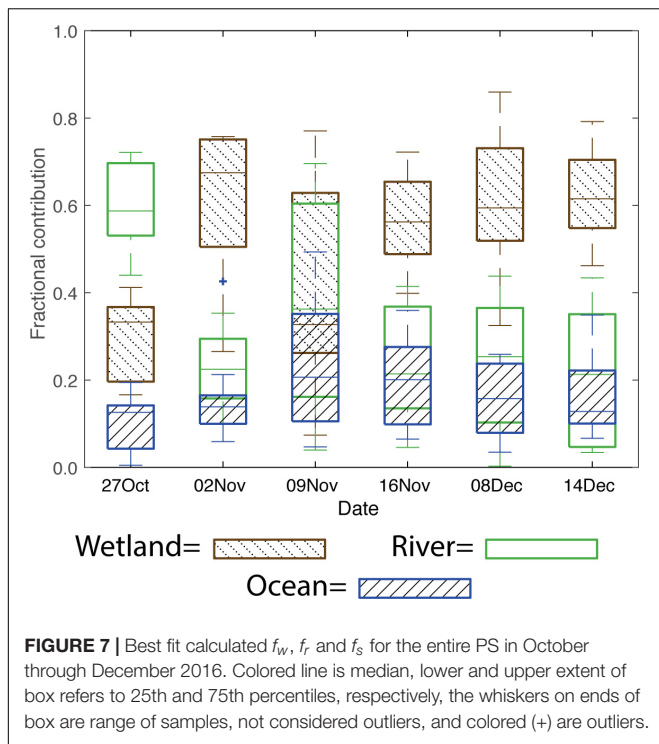 1.0
0.8
0.6
0.4
0.2
0.0
Fractional contribution
27Oct 02Nov 09Nov 16Nov 08Dec 14Dec
Date
Wetland= River=
Ocean=
FIGURE 7 | Best fit calculated f_w, f_r and f_s for the entire PS in October
through December 2016. Colored line is median, lower and upper extent of
box refers to 25th and 75th percentiles, respectively, the whiskers on ends of
box are range of samples, not considered outliers, and colored (+) are outliers.